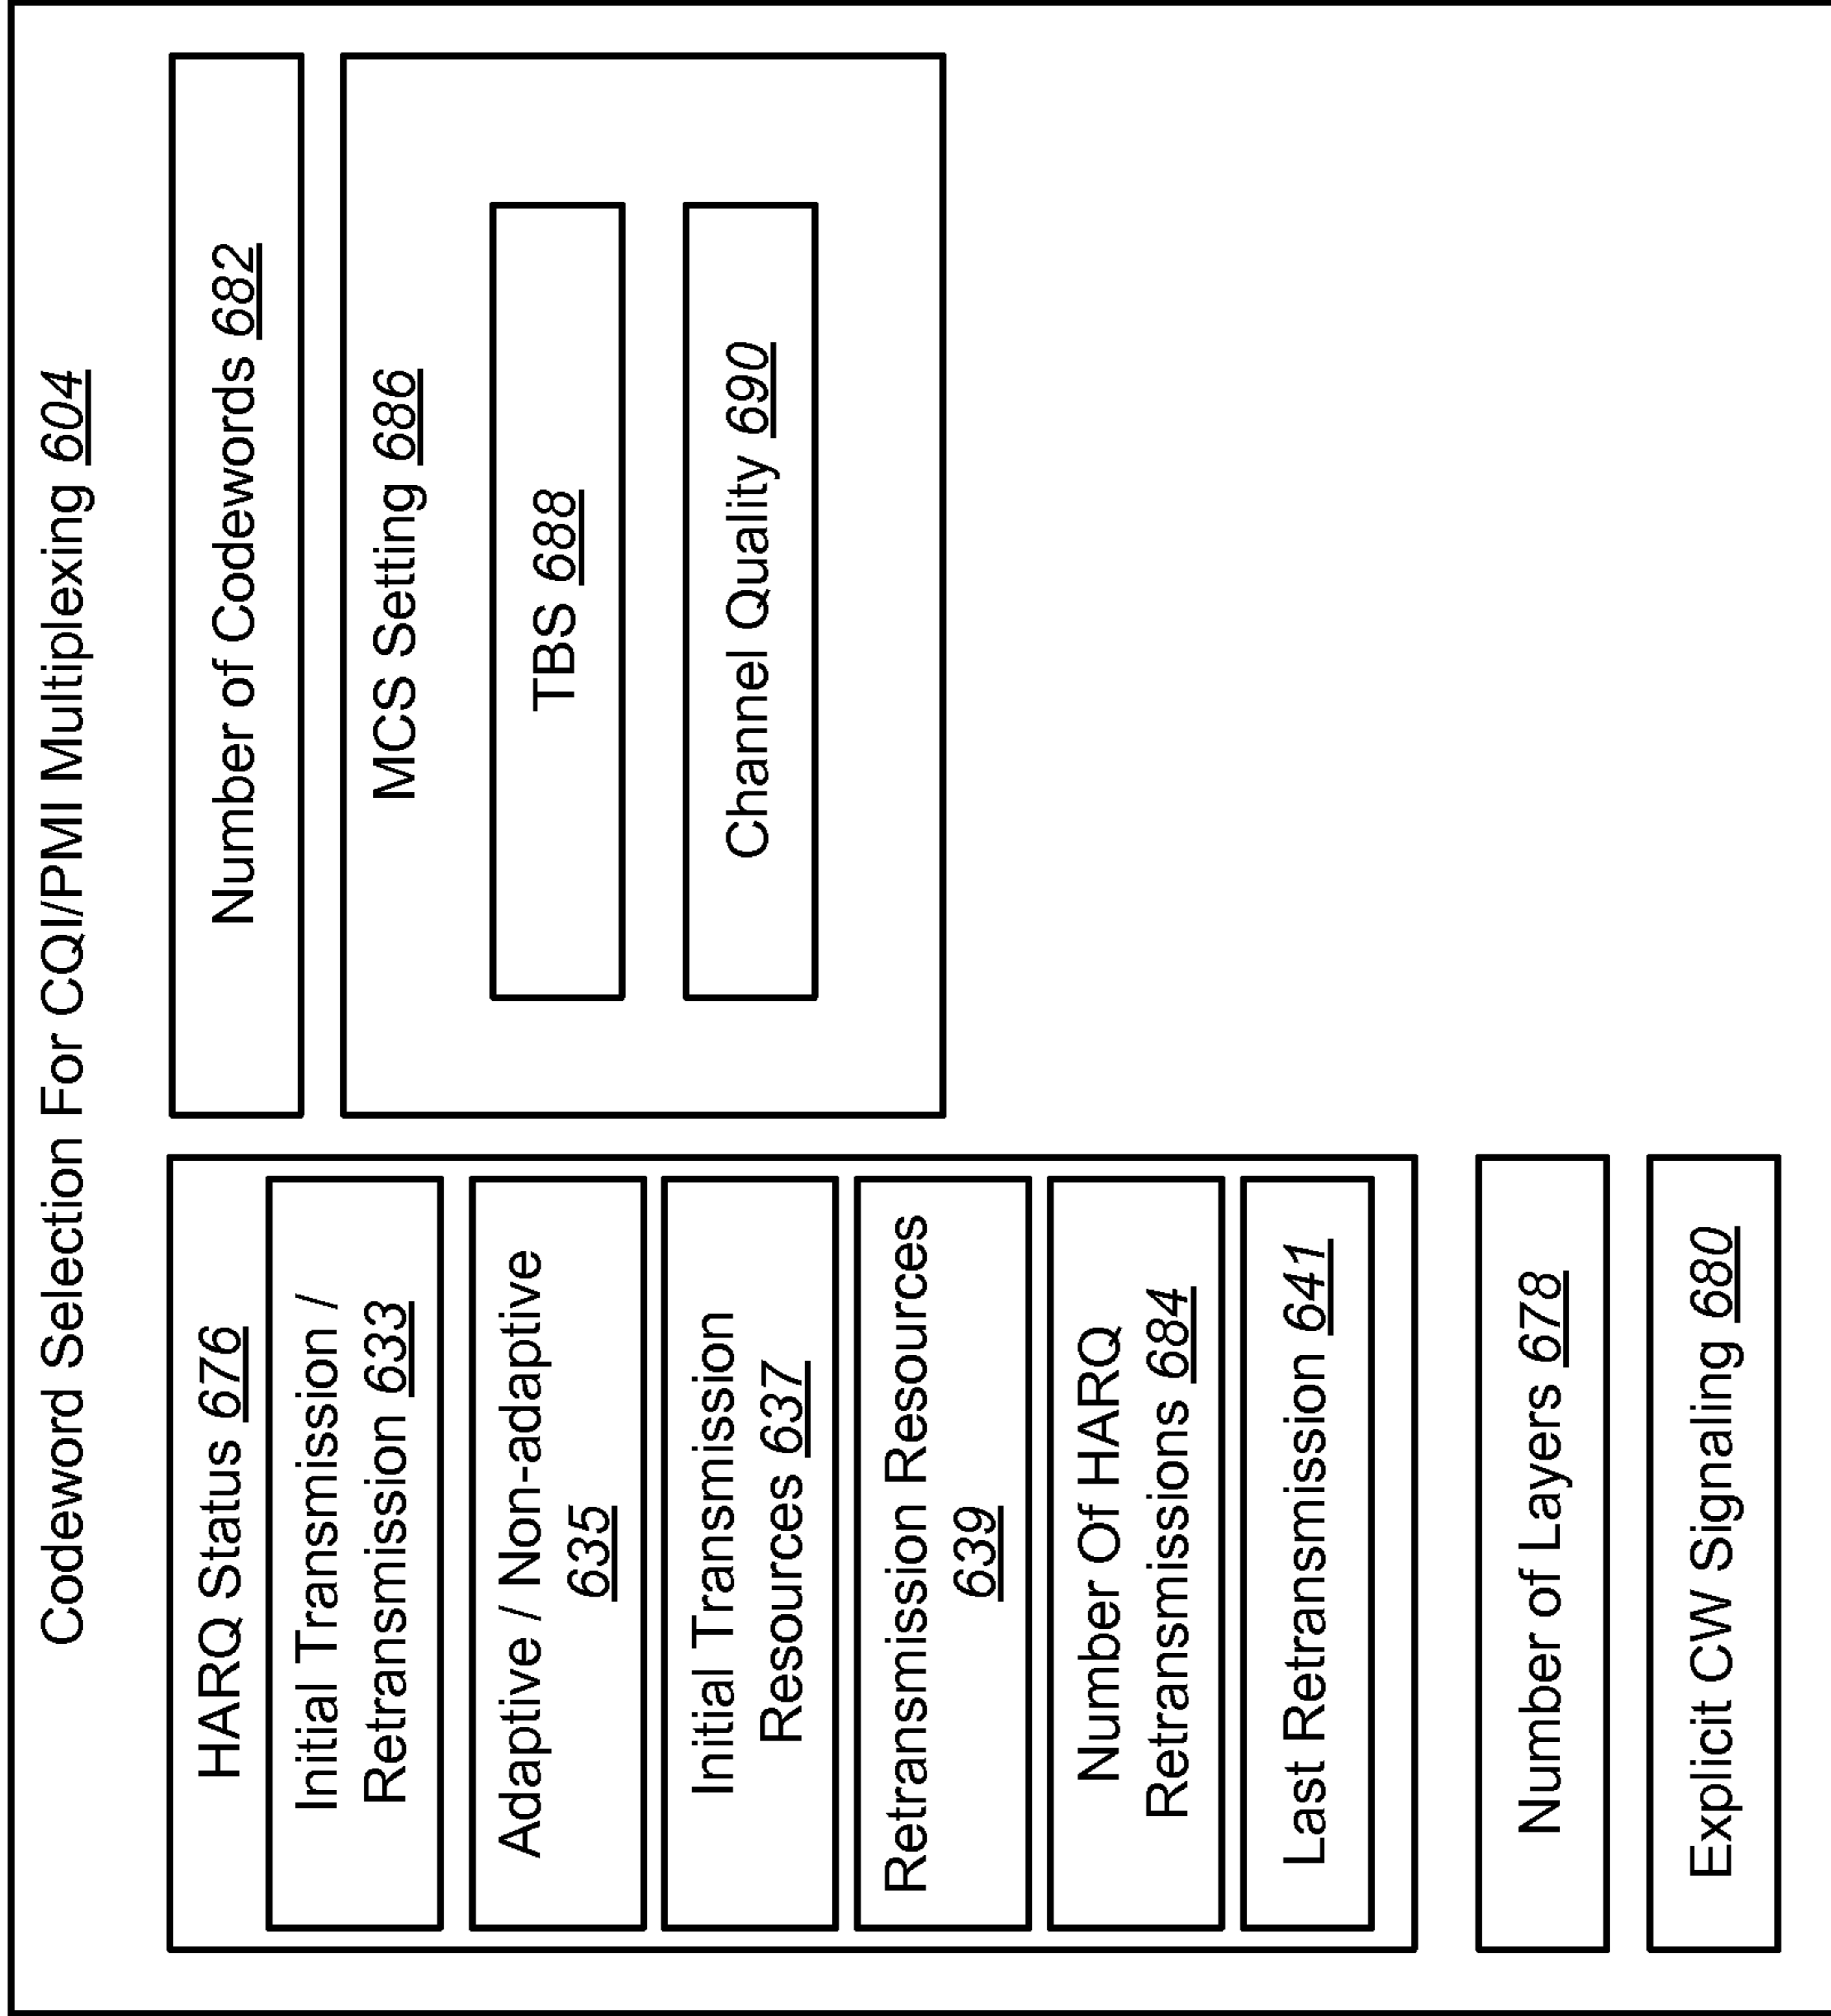 Codeword Selection For CQI/PMI Multiplexing 604
HARQ Status 676
Initial Transmission /
Retransmission 633
Adaptive / Non-adaptive
635
Initial Transmission
Resources 637
Retransmission Resources
639
Number Of HARQ
Retransmissions 684
Last Retransmission 641
Number of Layers 678
Explicit CW Signaling 680
Number of Codewords 682
MCS Setting 686
TBS 688
Channel Quality 690